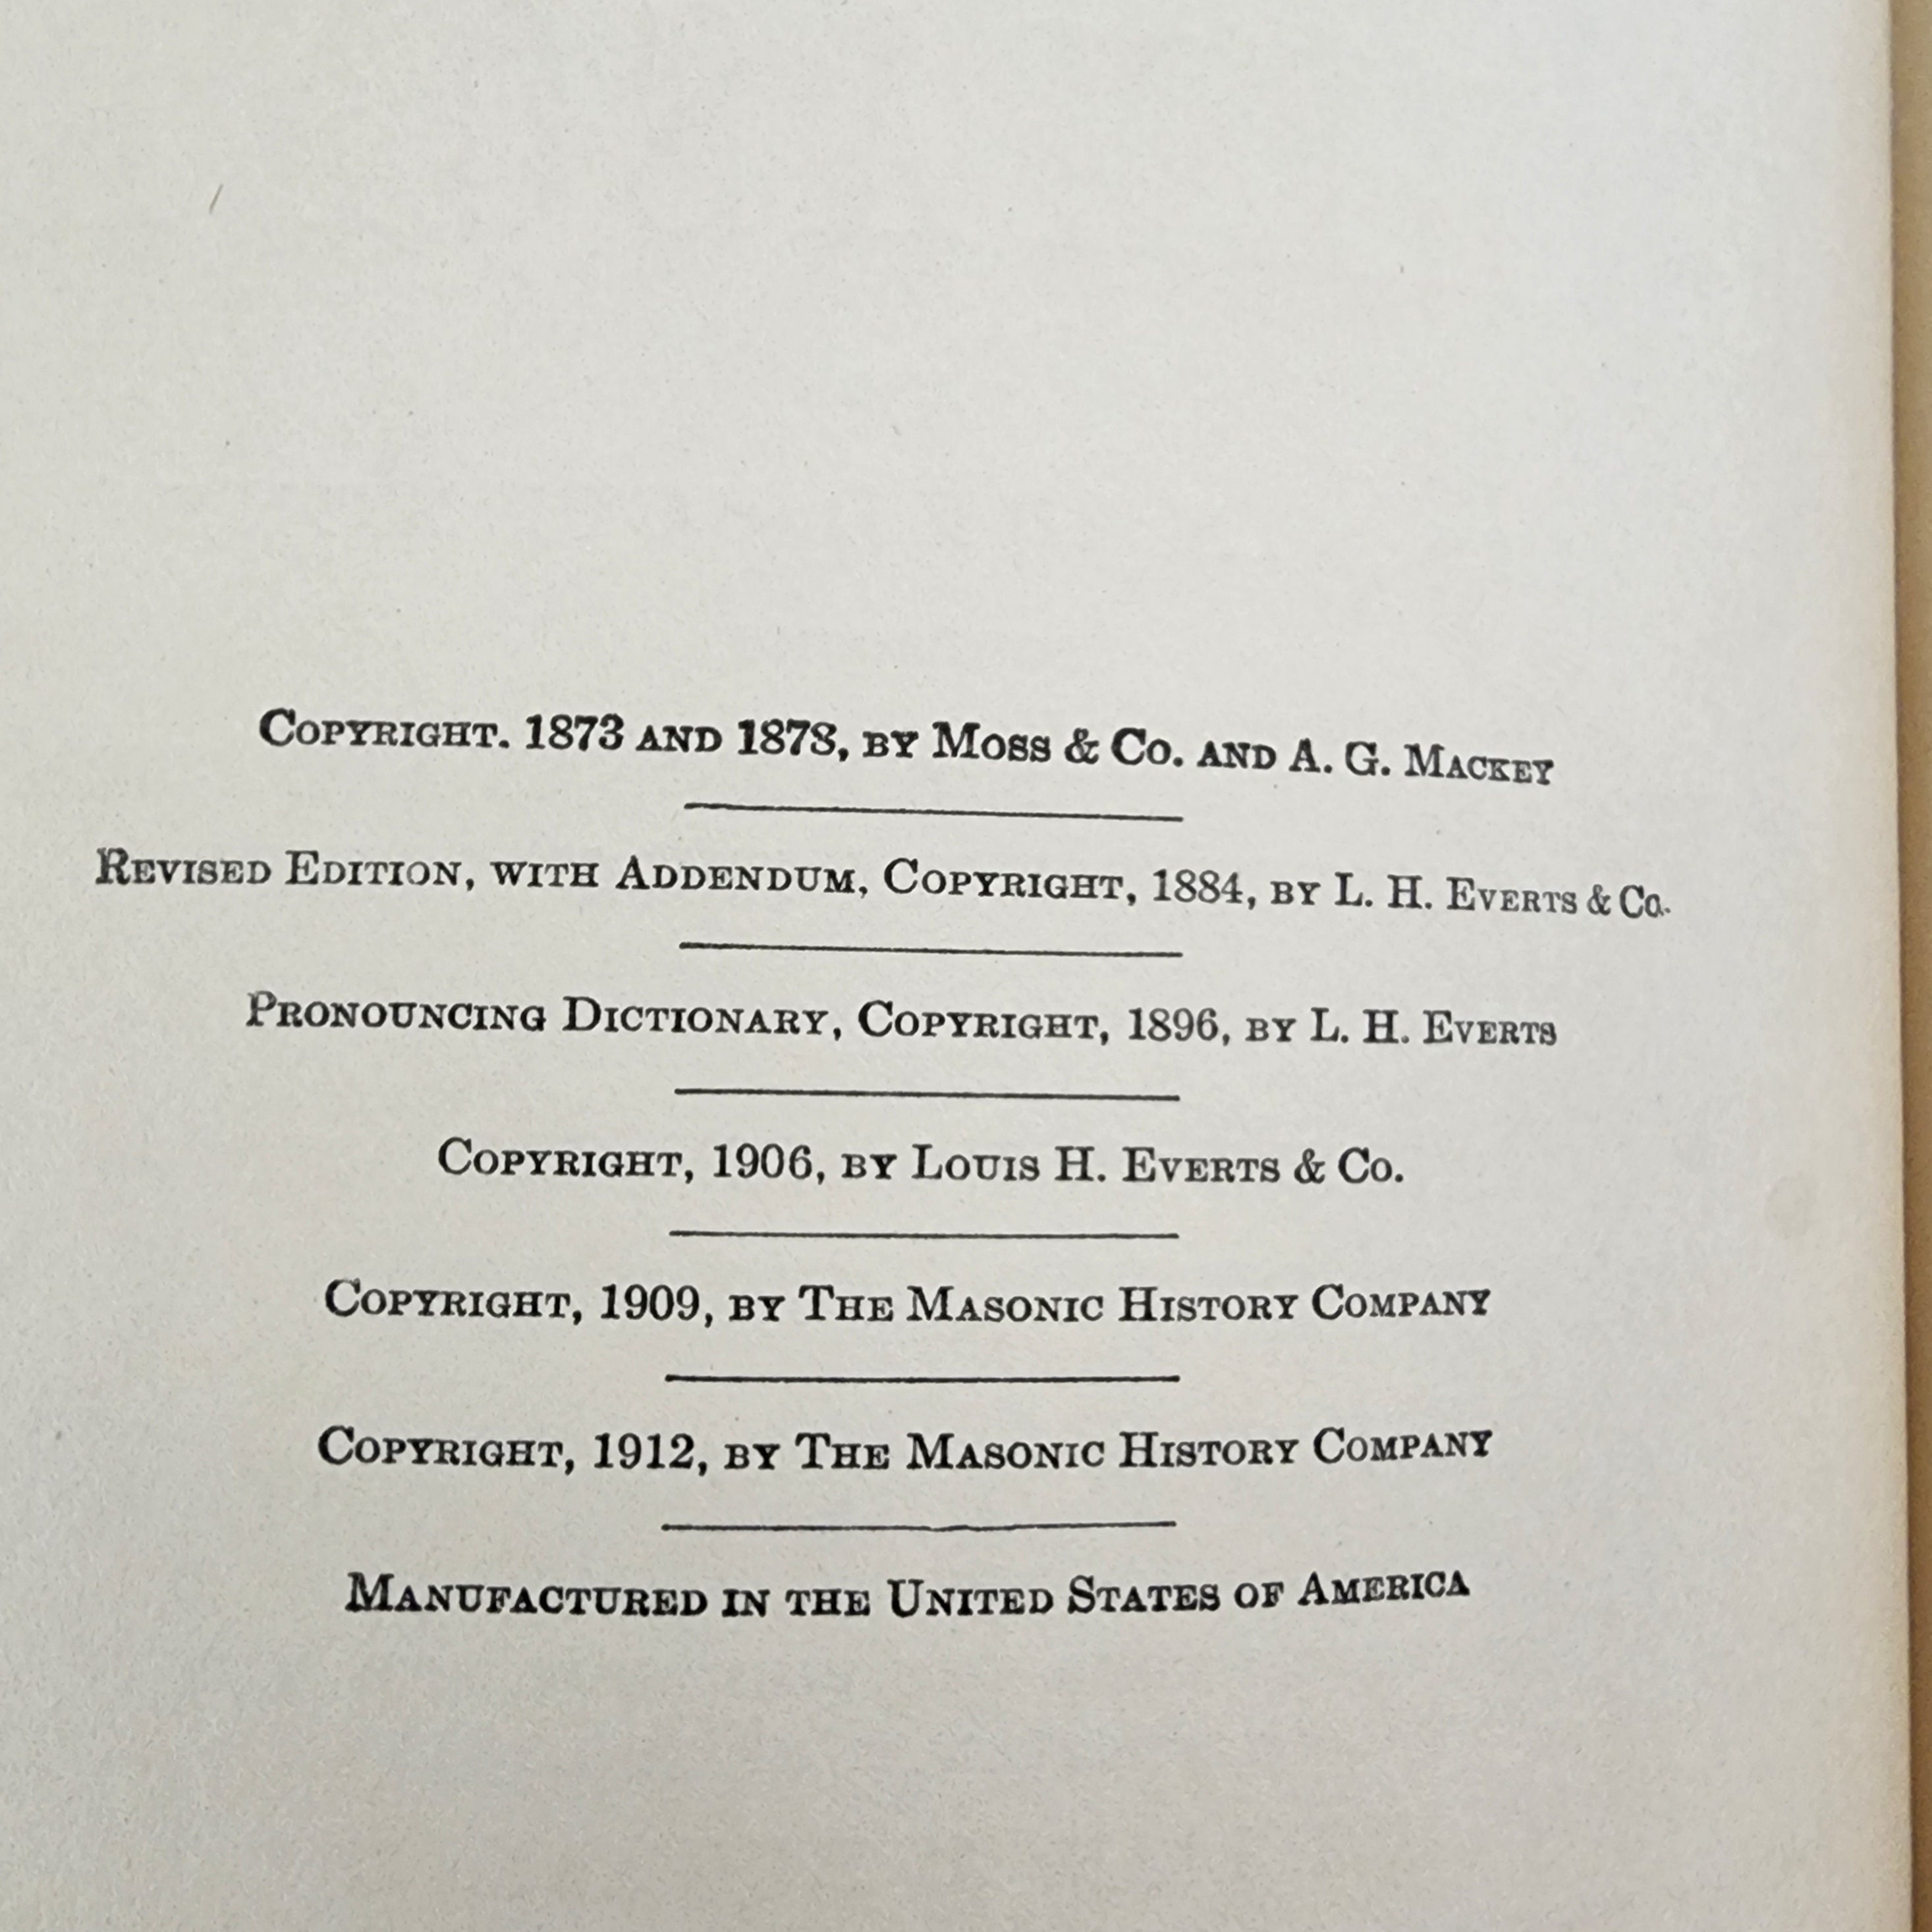 COPYRIGHT. 1873 AND 1878, BY MOSS & CO. AND A. G. MACKEY
REVISED EDITION, WITH ADDENDUM, COPYRIGHT, 1884, BY L. H. EVERTS & CO.
PRONOUNCING DICTIONARY, COPYRIGHT, 1896, BY L. H. EVERTS
COPYRIGHT, 1906, BY LOUIS H. EVERTS & CO.
COPYRIGHT, 1909, BY THE MASONIC HISTORY COMPANY
COPYRIGHT, 1912, BY THE MASONIC HISTORY COMPANY
MANUFACTURED IN THE UNITED STATES OF AMERICA